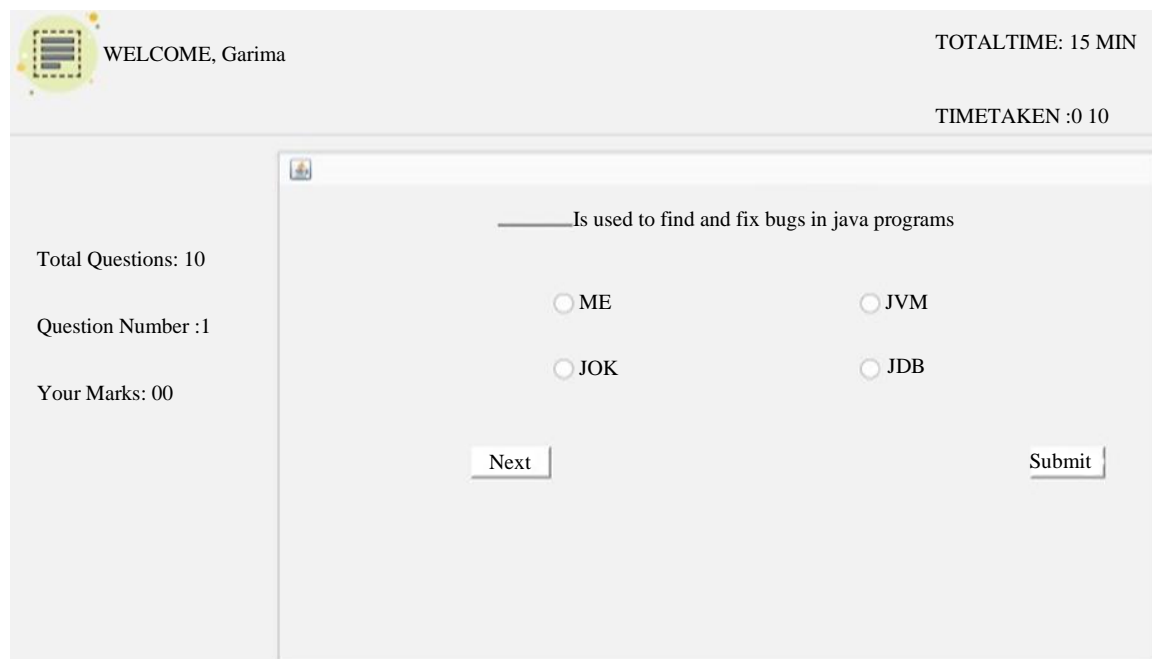 WELCOME, Garima
TOTALTIME: 15 MIN
TIMETAKEN :0 10
Total Questions: 10
Question Number :1
Your Marks: 00
______Is used to find and fix bugs in java programs
ME
JVM
JOK
JDB
Next
Submit